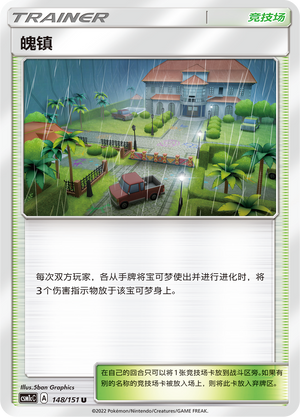 TRAINER
竞技场
魄镇
每次双方玩家，各从手牌将宝可梦使出并进行进化时，将
3个伤害指示物放于该宝可梦身上。
Illus.5ban Graphics
CSM1cC A 148/151 U
在自己的回合只可以将1张竞技场卡放到战斗区旁。如果有
别的名称的竞技场卡被放入场上，则将此卡放入弃牌区。
©2022 Pokémon/Nintendo/Creatures/GAME FREAK.